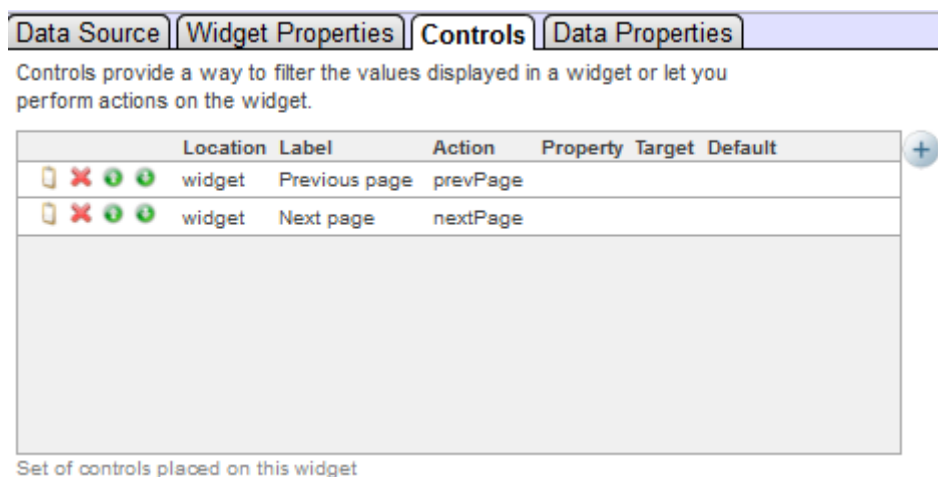 Data Source Widget Properties Controls Data Properties
Controls provide a way to filter the values displayed in a widget or let you
perform actions on the widget.
Location Label Action Property Target Default
widget Previous page prevPage
widget Next page nextPage
Set of controls placed on this widget